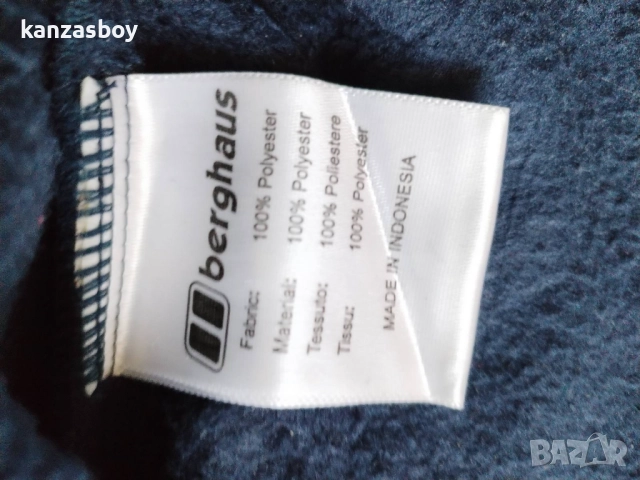 kanzasboy
berghaus
Fabric: 100% Polyester
Material: 100% Polyester
Tessuto: 100% Poliestere
Tissu: 100% Polyester
MADE IN INDONESIA
BAZAR